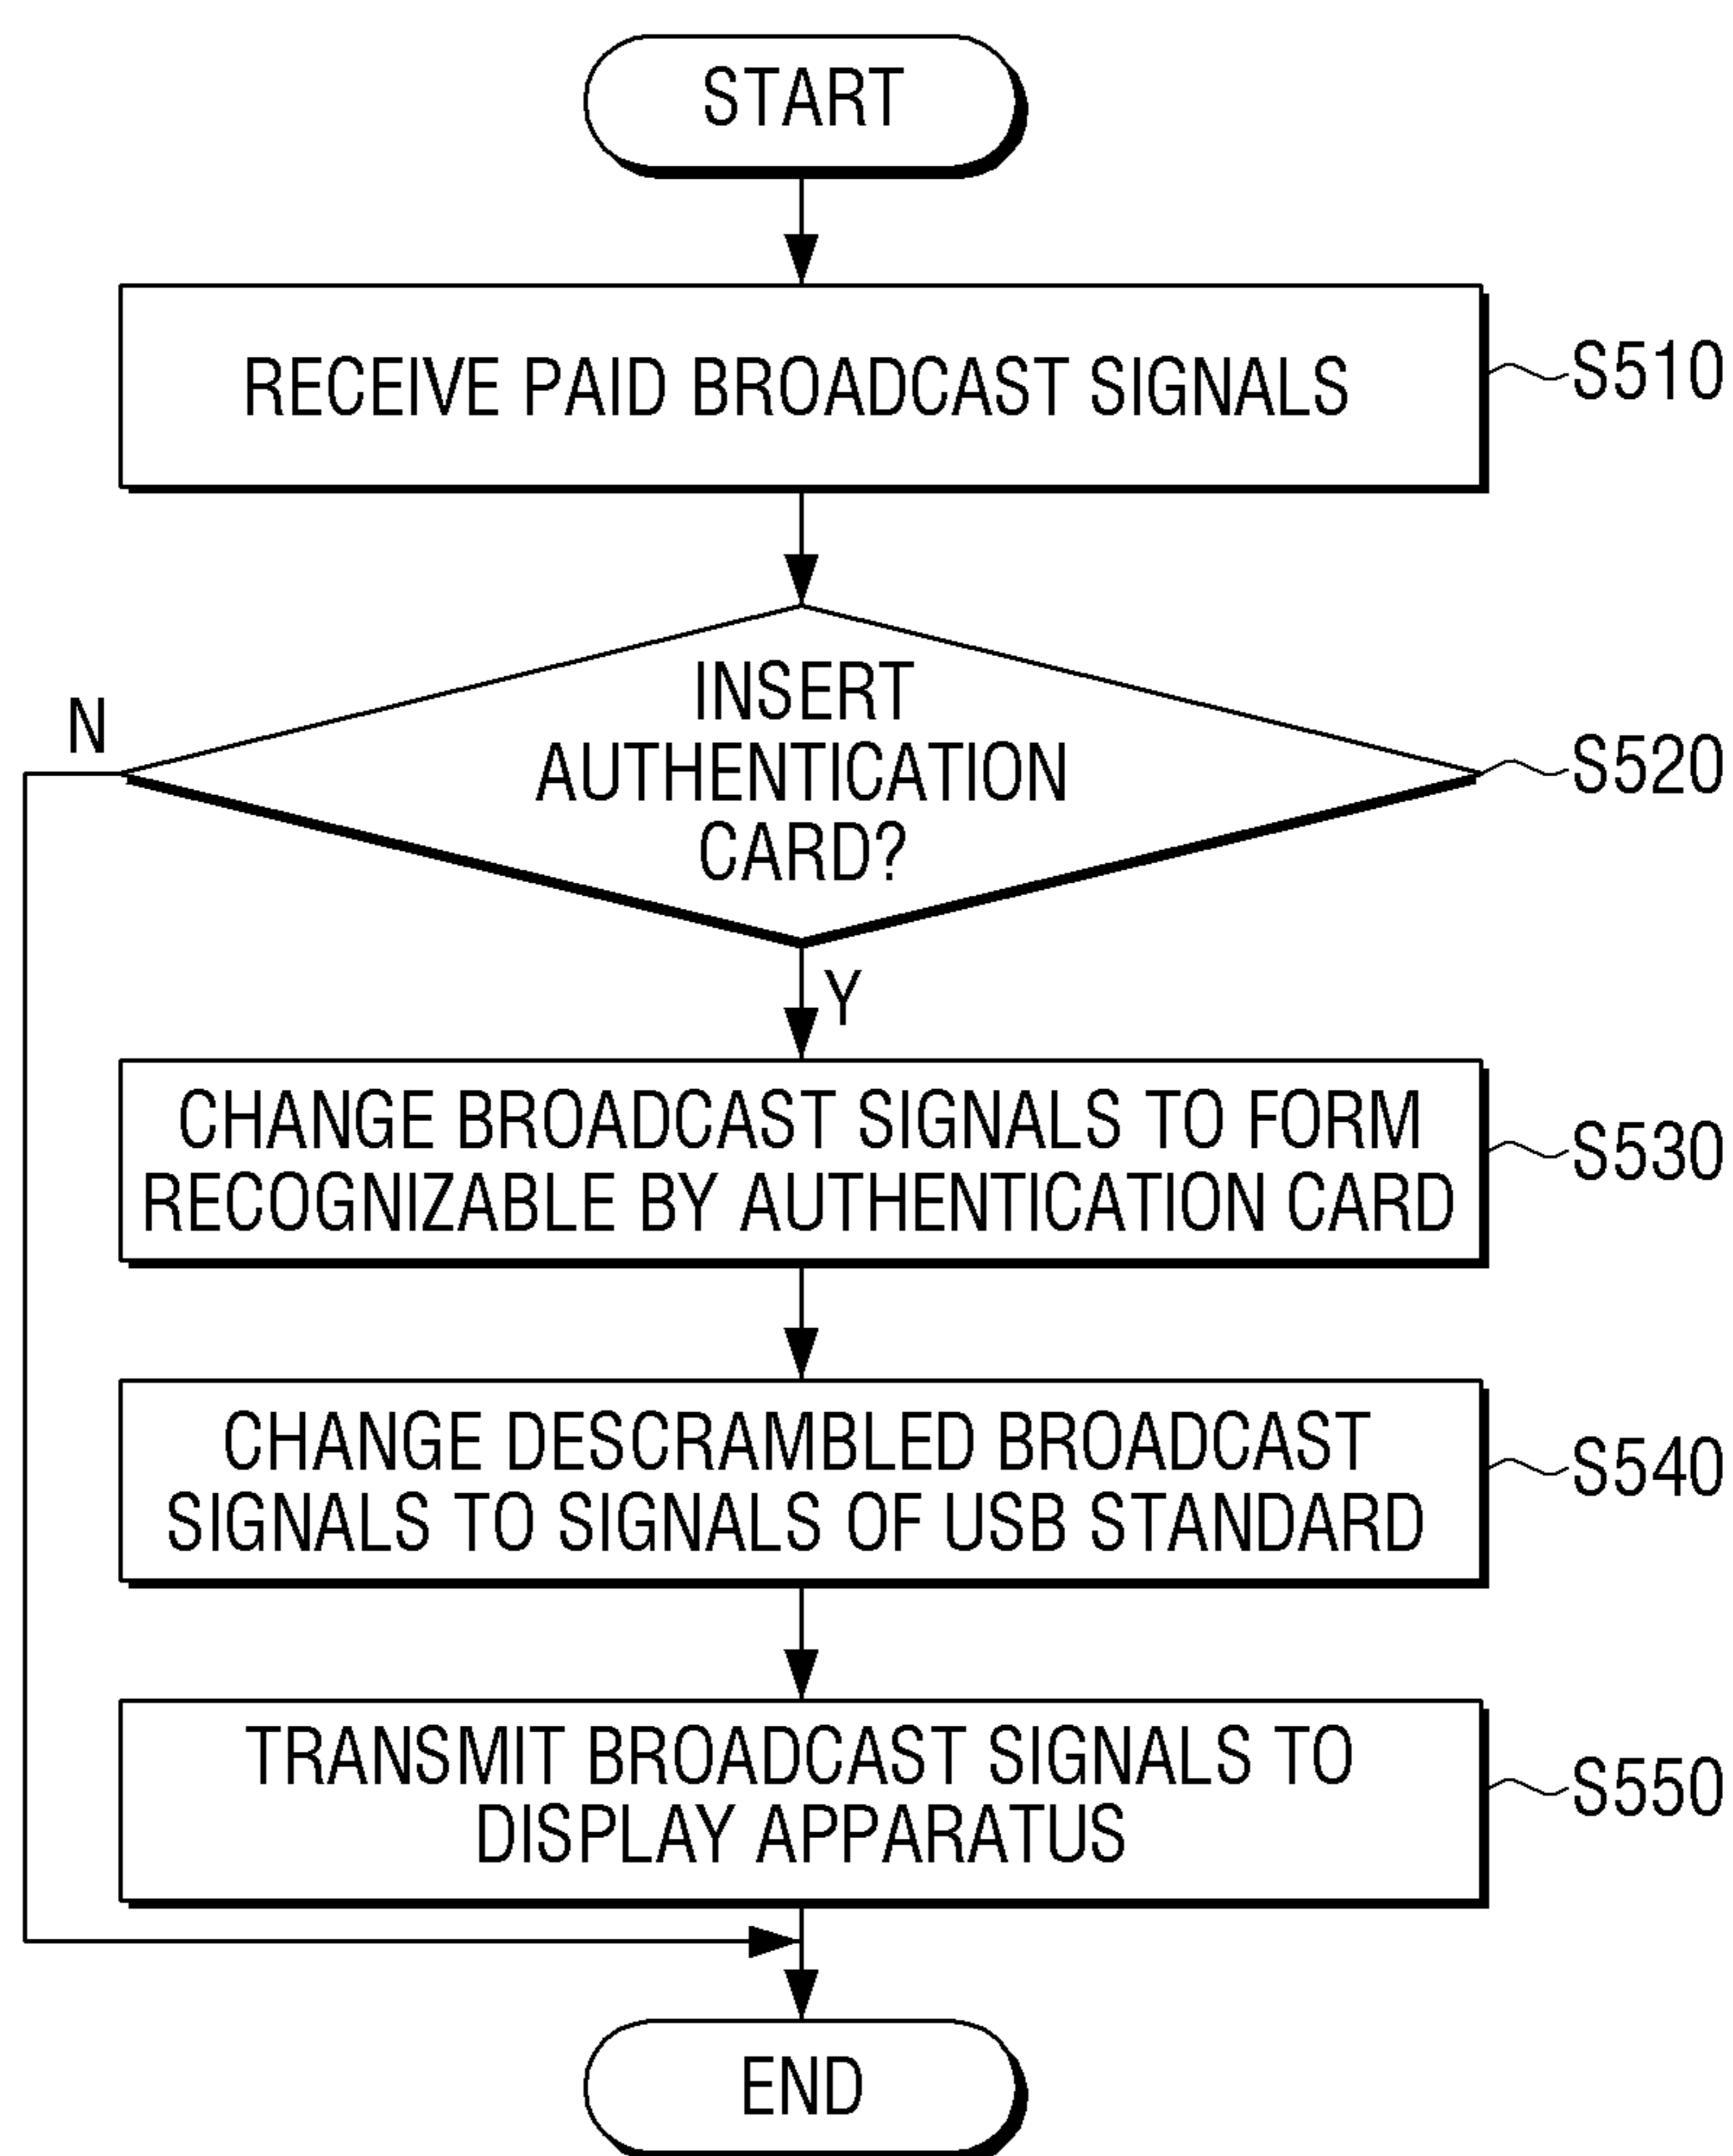 START
RECEIVE PAID BROADCAST SIGNALS
S510
INSERT
AUTHENTICATION
CARD?
S520
N
Y
CHANGE BROADCAST SIGNALS TO FORM
RECOGNIZABLE BY AUTHENTICATION CARD
S530
CHANGE DESCRAMBLED BROADCAST
SIGNALS TO SIGNALS OF USB STANDARD
S540
TRANSMIT BROADCAST SIGNALS TO
DISPLAY APPARATUS
S550
END